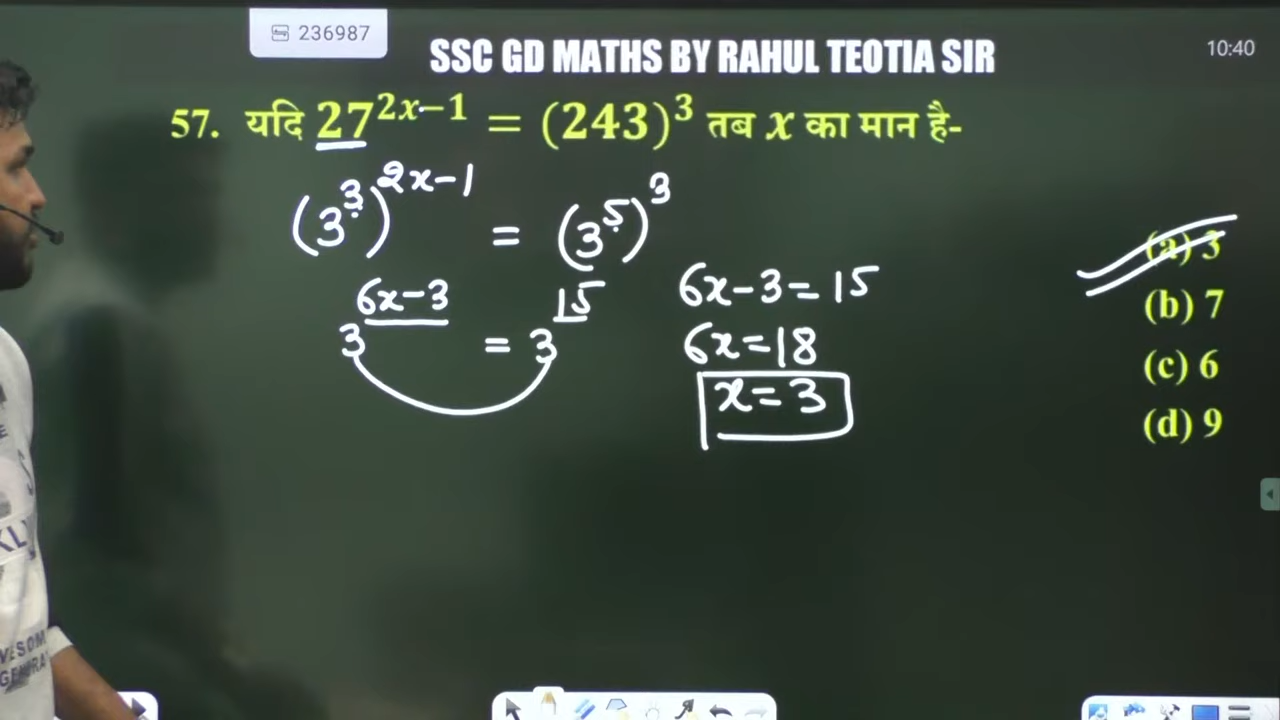 236987
SSC GD MATHS BY RAHUL TEOTIA SIR
10:40
57. यदि 27^{2x-1} = (243)^3 तब x का मान है-
(3^3)^{2x-1} = (3^5)^3
3^{6x-3} = 3^{15}
6x-3=15
6x=18
x=3
(a) 3
(b) 7
(c) 6
(d) 9